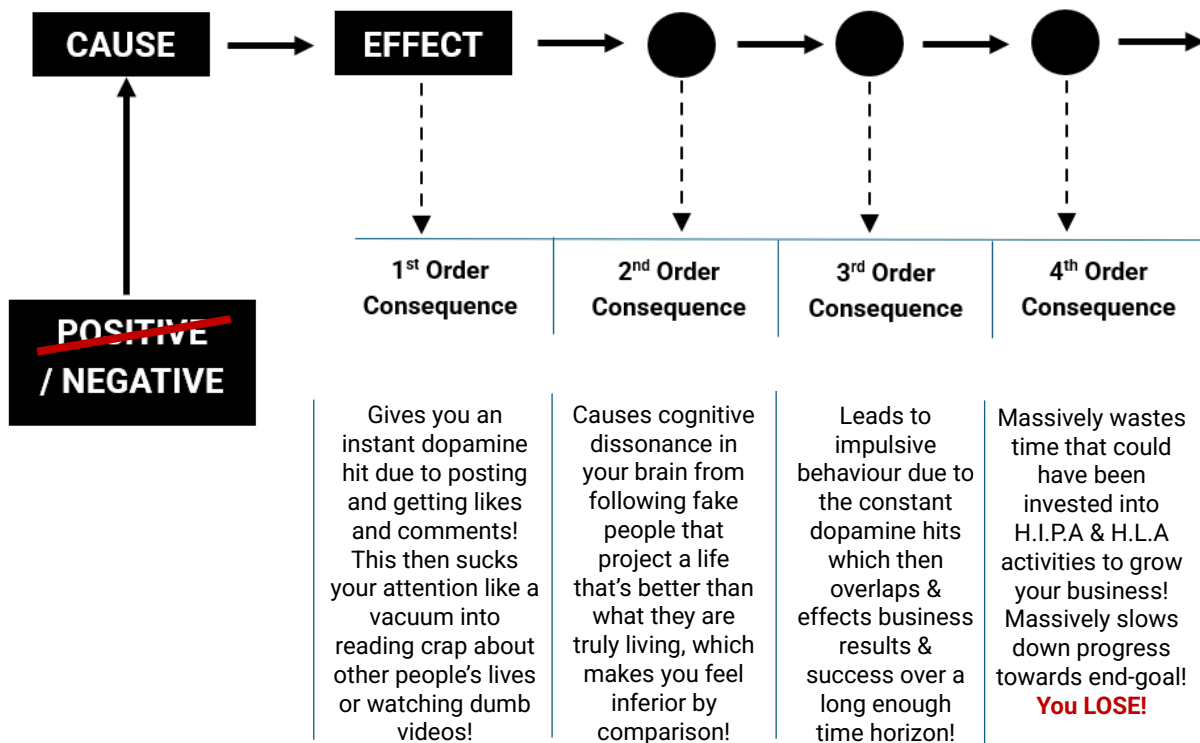 CAUSE
EFFECT
POSITIVE
/ NEGATIVE
1st Order
Consequence
2nd Order
Consequence
3rd Order
Consequence
4th Order
Consequence
Gives you an
instant dopamine
hit due to posting
and getting likes
and comments!
This then sucks
your attention like a
vacuum into
reading crap about
other people's lives
or watching dumb
videos!
Causes cognitive
dissonance in
your brain from
following fake
people that
project a life
that's better than
what they are
truly living, which
makes you feel
inferior by
comparison!
Leads to
impulsive
behaviour due to
the constant
dopamine hits
which then
overlaps &
effects business
results &
success over a
long enough
time horizon!
Massively wastes
time that could
have been
invested into
H.I.P.A & H.L.A
activities to grow
your business!
Massively slows
down progress
towards end-goal!
You LOSE!